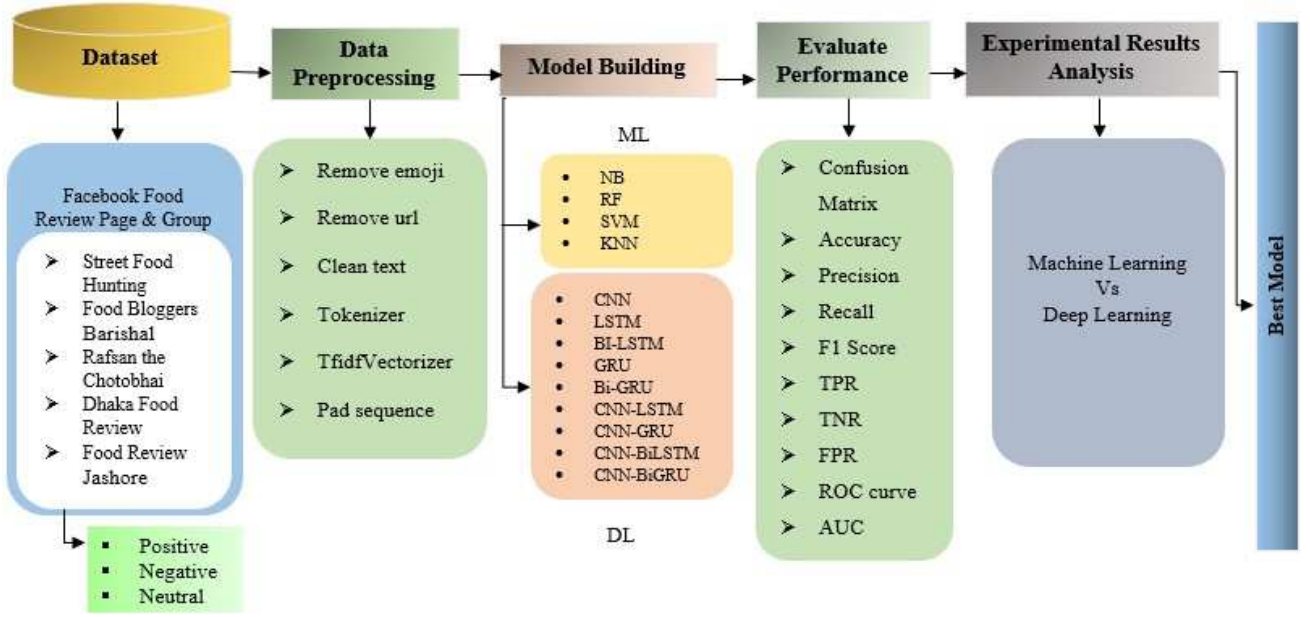 Dataset
Data
Preprocessing
Model Building
Evaluate
Performance
Experimental Results
Analysis
Facebook Food
Review Page & Group
Street Food
Hunting
Food Bloggers
Barishal
Rafsan the
Chotobhai
Dhaka Food
Review
Food Review
Jashore
Positive
Negative
Neutral
Remove emoji
Remove url
Clean text
Tokenizer
TfidfVectorizer
Pad sequence
ML
NB
RF
SVM
KNN
CNN
LSTM
BI-LSTM
GRU
Bi-GRU
CNN-LSTM
CNN-GRU
CNN-BiLSTM
CNN-BiGRU
DL
Confusion
Matrix
Accuracy
Precision
Recall
F1 Score
TPR
TNR
FPR
ROC curve
AUC
Machine Learning
Vs
Deep Learning
Best Model